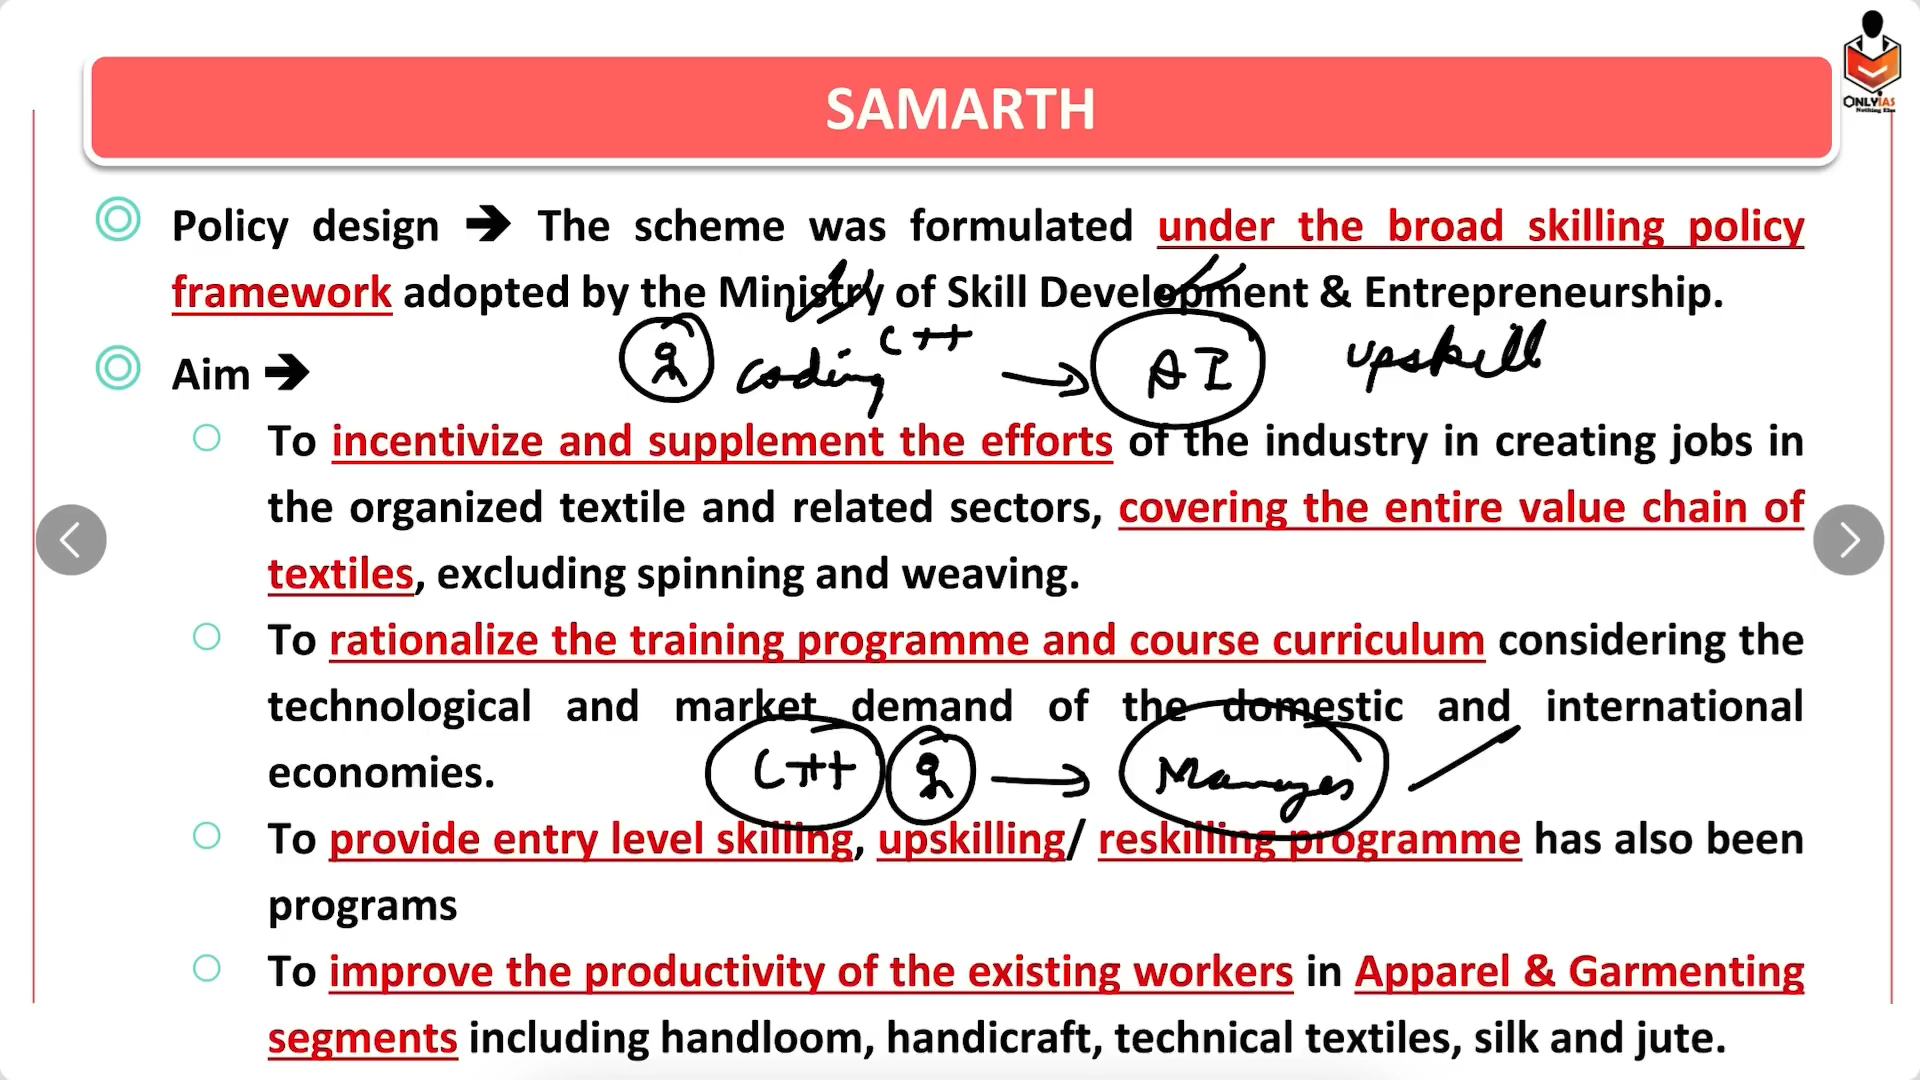 SAMARTH
ONLYIAS
Nothing Else
Policy design ➔ The scheme was formulated under the broad skilling policy
framework adopted by the Ministry of Skill Development & Entrepreneurship.
coding C++ → AI upskill
Aim ➔
To incentivize and supplement the efforts of the industry in creating jobs in
the organized textile and related sectors, covering the entire value chain of
textiles, excluding spinning and weaving.
To rationalize the training programme and course curriculum considering the
technological and market demand of the domestic and international
economies.
C++ → Manager
To provide entry level skilling, upskilling/ reskilling programme has also been
programs
To improve the productivity of the existing workers in Apparel & Garmenting
segments including handloom, handicraft, technical textiles, silk and jute.